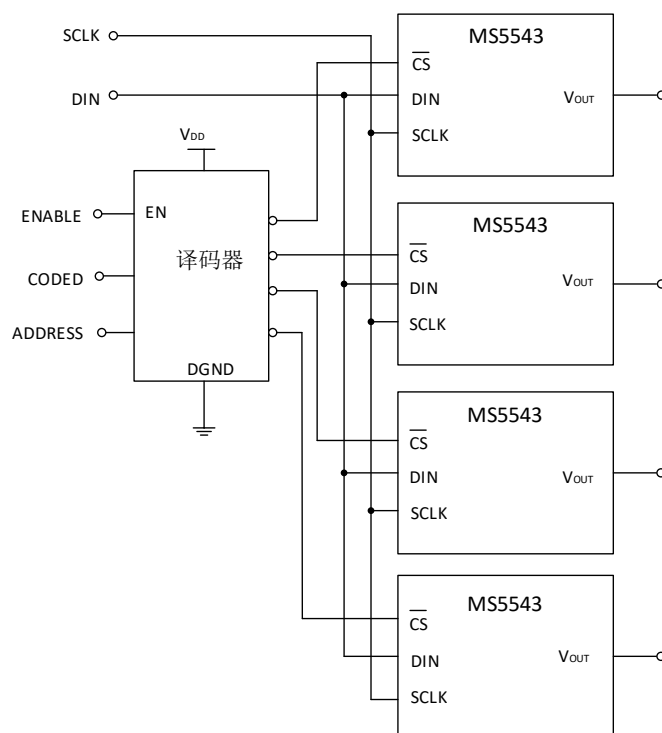 SCLK
DIN
VDD
ENABLE
EN
译码器
CODED
ADDRESS
DGND
MS5543
CS
DIN
VOUT
SCLK
MS5543
CS
DIN
VOUT
SCLK
MS5543
CS
DIN
VOUT
SCLK
MS5543
CS
DIN
VOUT
SCLK